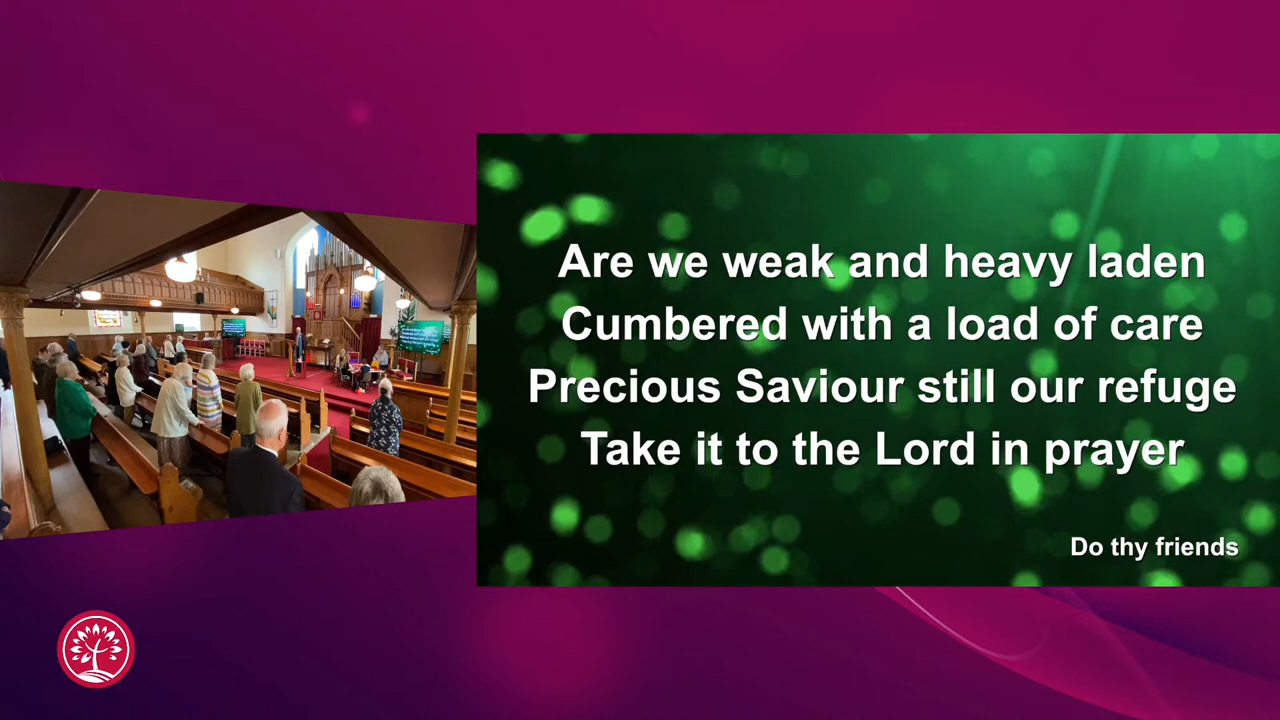 Are we weak and heavy laden
Cumbered with a load of care
Precious Saviour still our refuge
Take it to the Lord in prayer
Do thy friends